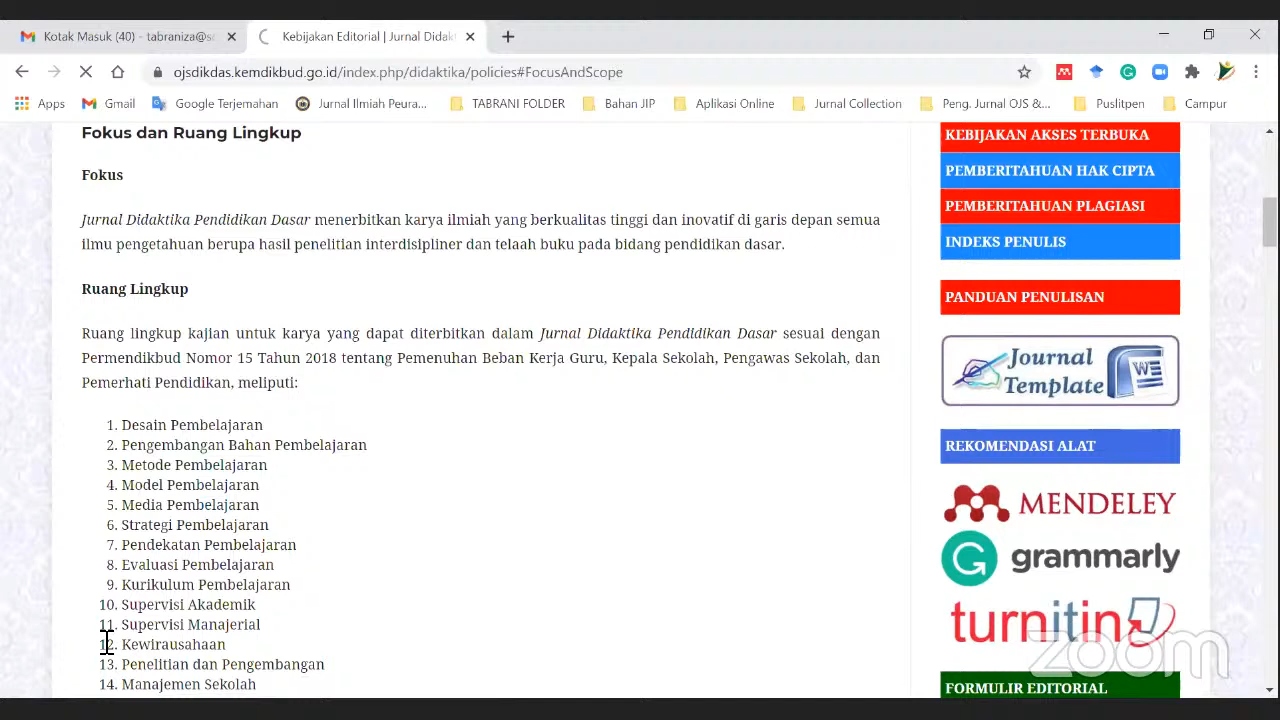 Kotak Masuk (40) - tabraniza@s
Kebijakan Editorial | Jurnal Didak
ojsdikdas.kemdikbud.go.id/index.php/didaktika/policies#FocusAndScope
Apps
Gmail
Google Terjemahan
Jurnal Ilmiah Peura...
TABRANI FOLDER
Bahan JIP
Aplikasi Online
Jurnal Collection
Peng. Jurnal OJS &...
Puslitpen
Campur
Fokus dan Ruang Lingkup
Fokus
Jurnal Didaktika Pendidikan Dasar menerbitkan karya ilmiah yang berkualitas tinggi dan inovatif di garis depan semua
ilmu pengetahuan berupa hasil penelitian interdisipliner dan telaah buku pada bidang pendidikan dasar.
Ruang Lingkup
Ruang lingkup kajian untuk karya yang dapat diterbitkan dalam Jurnal Didaktika Pendidikan Dasar sesuai dengan
Permendikbud Nomor 15 Tahun 2018 tentang Pemenuhan Beban Kerja Guru, Kepala Sekolah, Pengawas Sekolah, dan
Pemerhati Pendidikan, meliputi:
1. Desain Pembelajaran
2. Pengembangan Bahan Pembelajaran
3. Metode Pembelajaran
4. Model Pembelajaran
5. Media Pembelajaran
6. Strategi Pembelajaran
7. Pendekatan Pembelajaran
8. Evaluasi Pembelajaran
9. Kurikulum Pembelajaran
10. Supervisi Akademik
11. Supervisi Manajerial
12. Kewirausahaan
13. Penelitian dan Pengembangan
14. Manajemen Sekolah
KEBIJAKAN AKSES TERBUKA
PEMBERITAHUAN HAK CIPTA
PEMBERITAHUAN PLAGIASI
INDEKS PENULIS
PANDUAN PENULISAN
Journal
Template
REKOMENDASI ALAT
MENDELEY
grammarly
turnitin
FORMULIR EDITORIAL
zoom